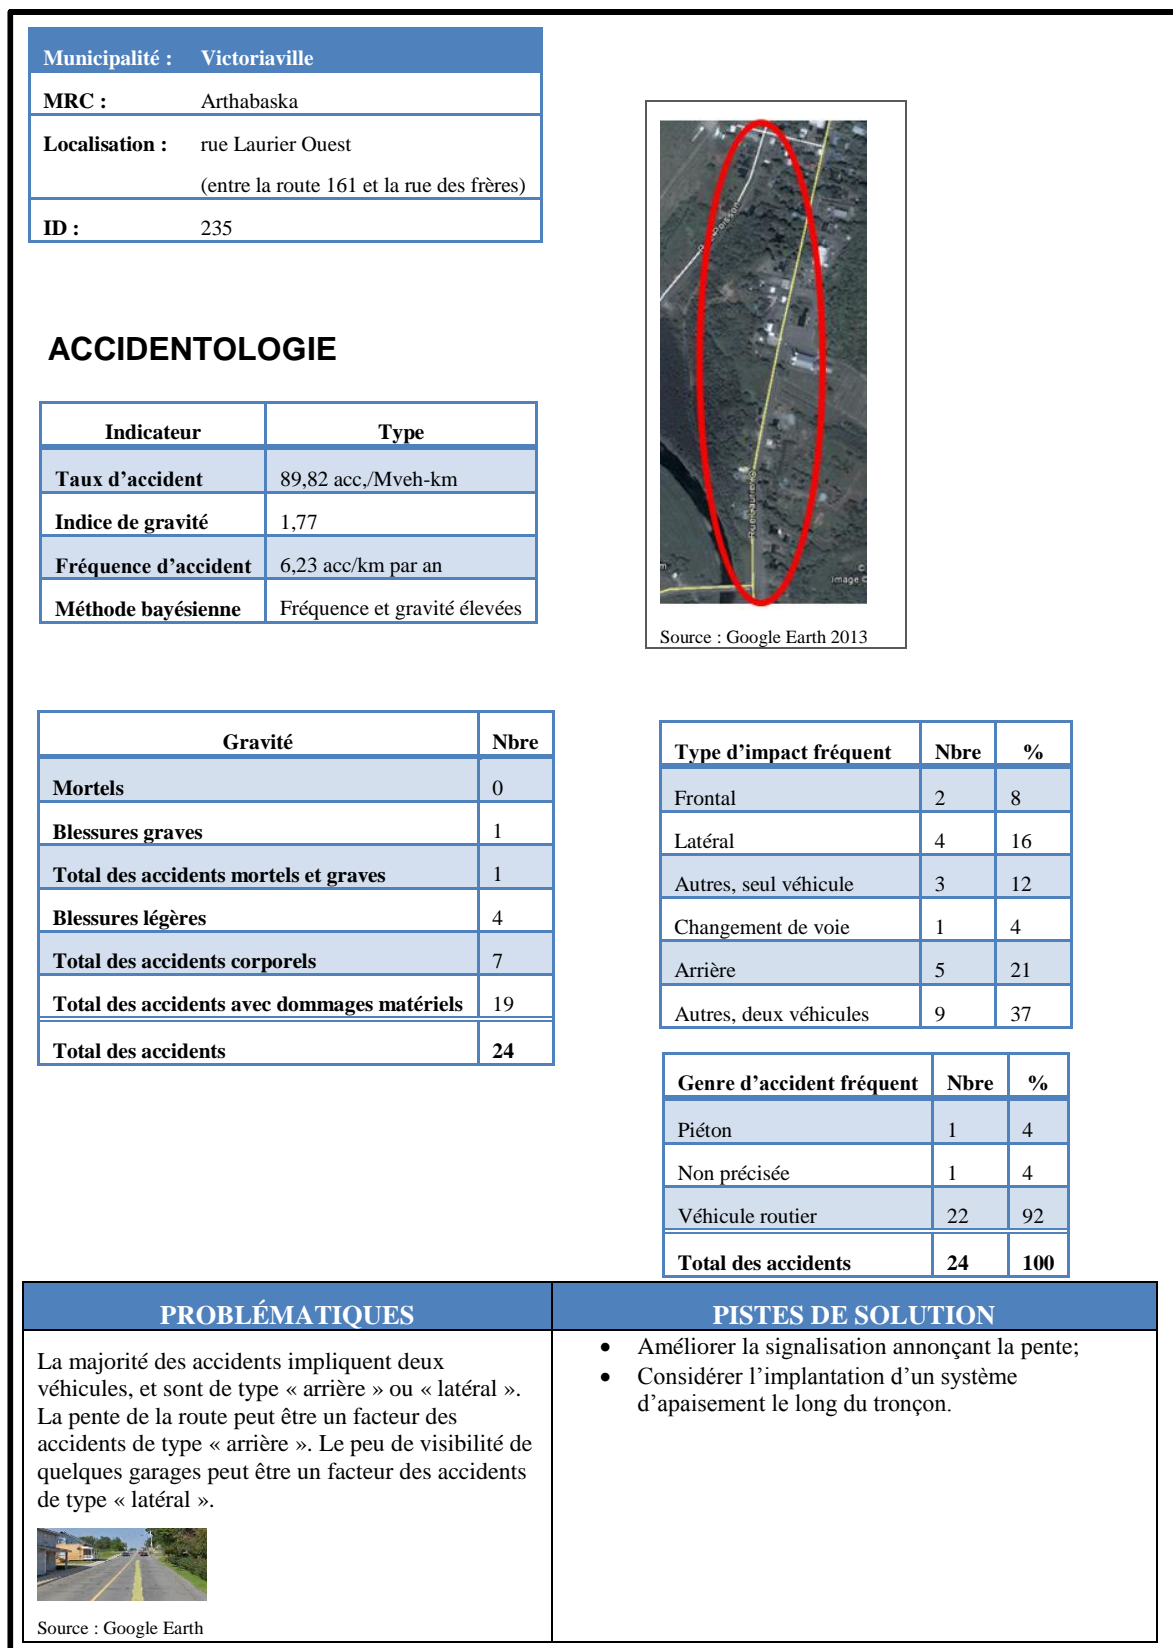 Municipalité : Victoriaville
MRC : Arthabaska
Localisation : rue Laurier Ouest
(entre la route 161 et la rue des frères)
ID : 235
ACCIDENTOLOGIE
Indicateur Type
Taux d'accident 89,82 acc,/Mveh-km
Indice de gravité 1,77
Fréquence d'accident 6,23 acc/km par an
Méthode bayésienne Fréquence et gravité élevées
Poisson
Image ©
Source : Google Earth 2013
Gravité Nbre
Mortels 0
Blessures graves 1
Total des accidents mortels et graves 1
Blessures légères 4
Total des accidents corporels 7
Total des accidents avec dommages matériels 19
Total des accidents 24
Type d'impact fréquent Nbre %
Frontal 2 8
Latéral 4 16
Autres, seul véhicule 3 12
Changement de voie 1 4
Arrière 5 21
Autres, deux véhicules 9 37
Genre d'accident fréquent Nbre %
Piéton 1 4
Non précisée 1 4
Véhicule routier 22 92
Total des accidents 24 100
PROBLÉMATIQUES
La majorité des accidents impliquent deux
véhicules, et sont de type « arrière » ou « latéral ».
La pente de la route peut être un facteur des
accidents de type « arrière ». Le peu de visibilité de
quelques garages peut être un facteur des accidents
de type « latéral ».
Source : Google Earth
PISTES DE SOLUTION
• Améliorer la signalisation annonçant la pente;
• Considérer l'implantation d'un système
d'apaisement le long du tronçon.